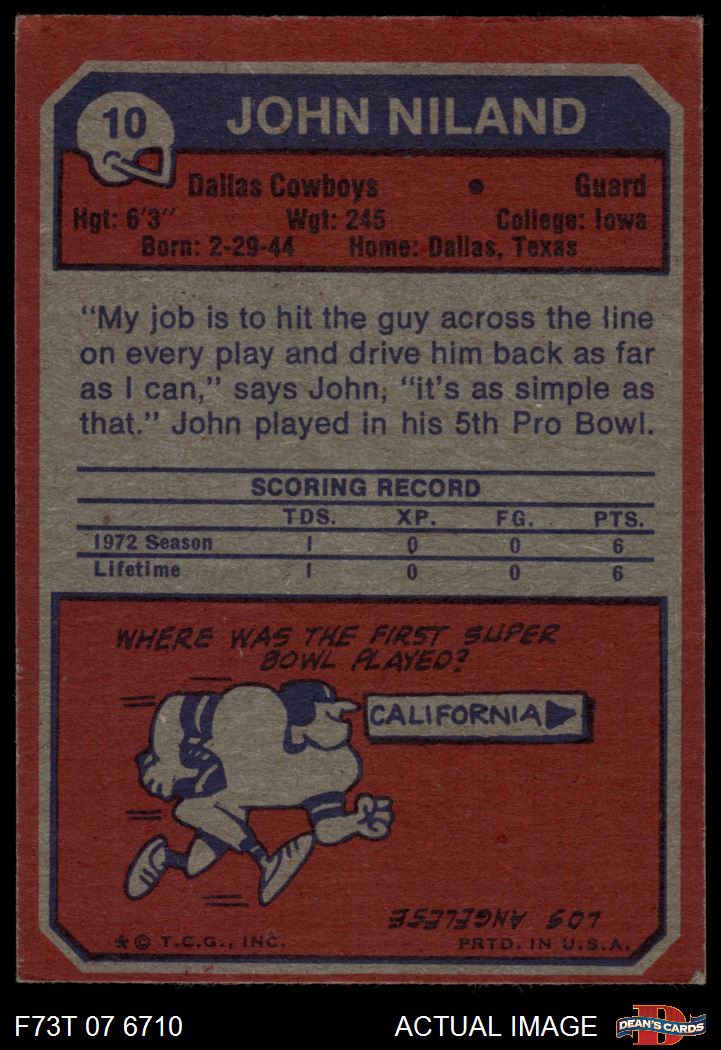 10
JOHN NILAND
Dallas Cowboys • Guard
Hgt: 6'3" Wgt: 245 College: Iowa
Born: 2-29-44 Home: Dallas, Texas
"My job is to hit the guy across the line
on every play and drive him back as far
as I can," says John, "it's as simple as
that." John played in his 5th Pro Bowl.
SCORING RECORD
TDS. XP. FG. PTS.
1972 Season 1 0 0 6
Lifetime 1 0 0 6
WHERE WAS THE FIRST SUPER
BOWL PLAYED?
CALIFORNIA
LOS ANGELESE
* © T.C.G., INC. PRTD. IN U.S.A.
F73T 07 6710 ACTUAL IMAGE
D
DEAN'S CARDS